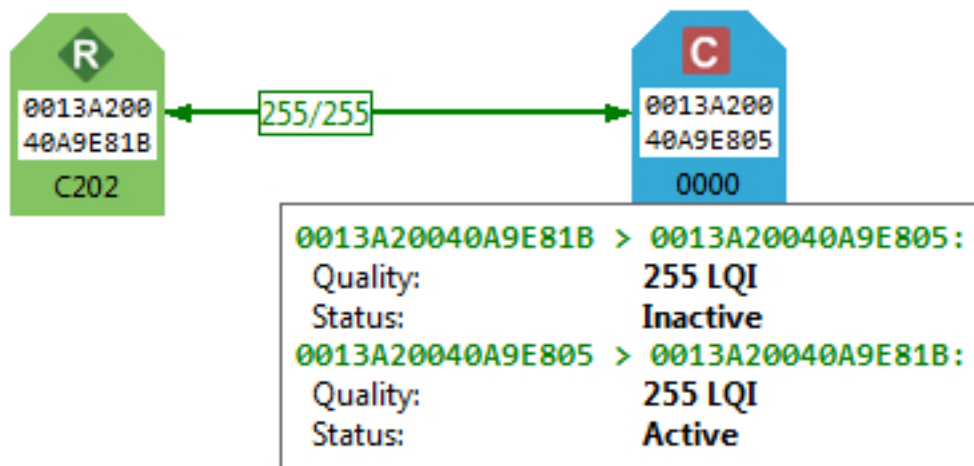 R
0013A200
40A9E81B
C202
255/255
C
0013A200
40A9E805
0000
0013A20040A9E81B > 0013A20040A9E805:
Quality: 255 LQI
Status: Inactive
0013A20040A9E805 > 0013A20040A9E81B:
Quality: 255 LQI
Status: Active